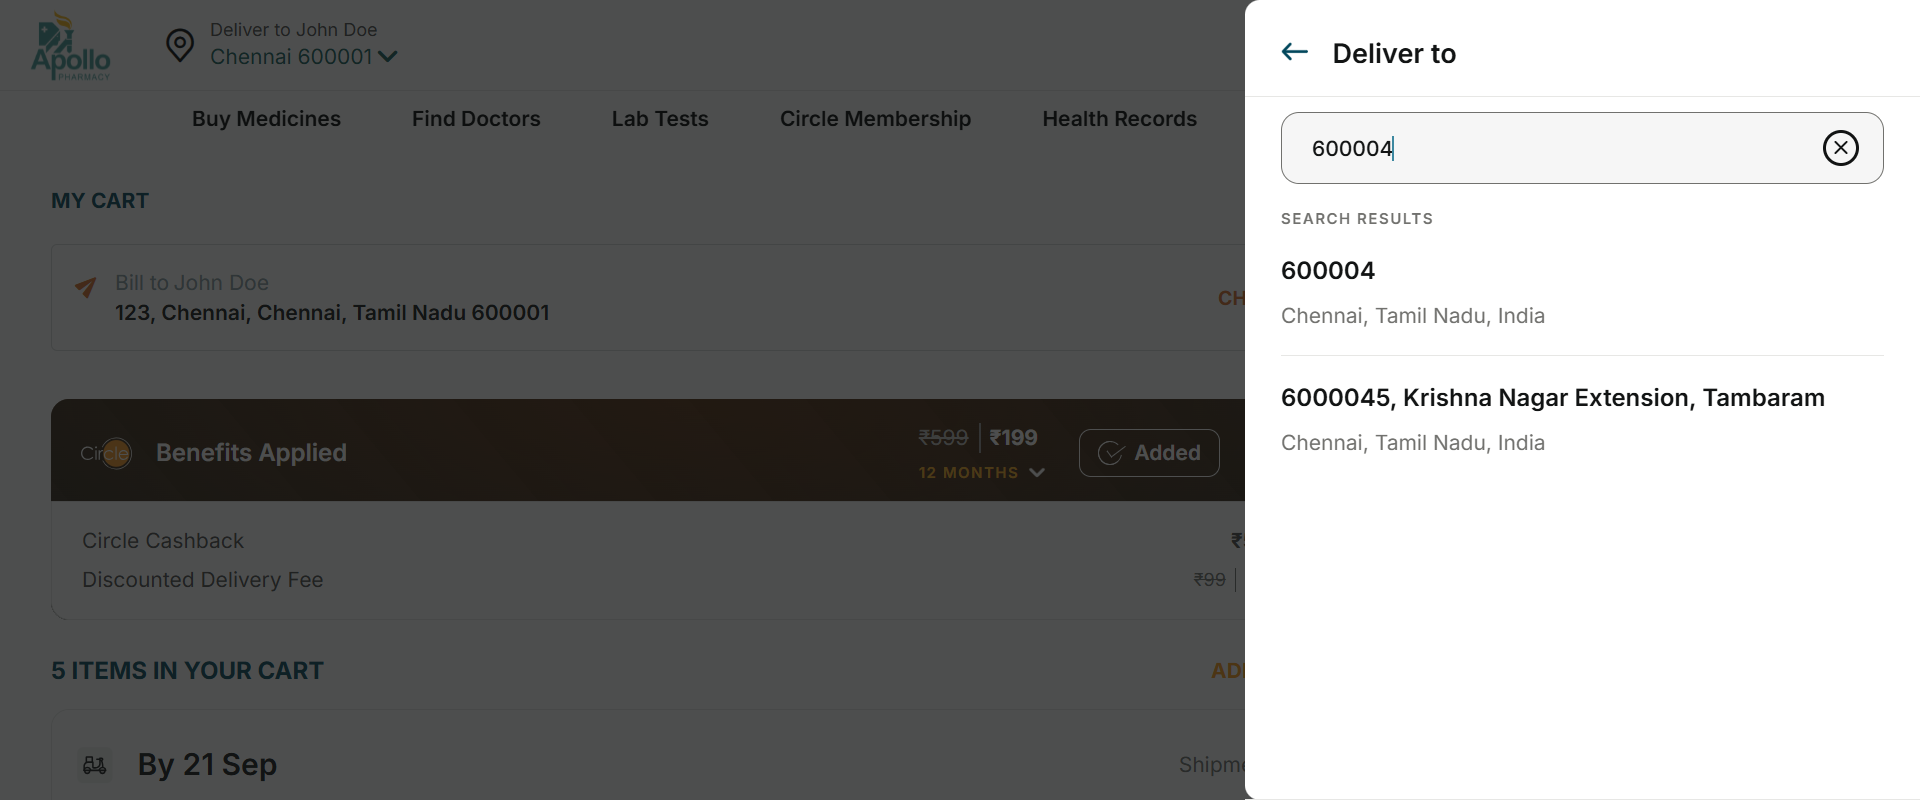 Apollo
PHARMACY
Deliver to John Doe
Chennai 600001
Buy Medicines
Find Doctors
Lab Tests
Circle Membership
Health Records
MY CART
Bill to John Doe
123, Chennai, Chennai, Tamil Nadu 600001
Circle
Benefits Applied
₹599
₹199
12 MONTHS
Added
Circle Cashback
Discounted Delivery Fee
₹99
5 ITEMS IN YOUR CART
By 21 Sep
Deliver to
600004
SEARCH RESULTS
600004
Chennai, Tamil Nadu, India
6000045, Krishna Nagar Extension, Tambaram
Chennai, Tamil Nadu, India